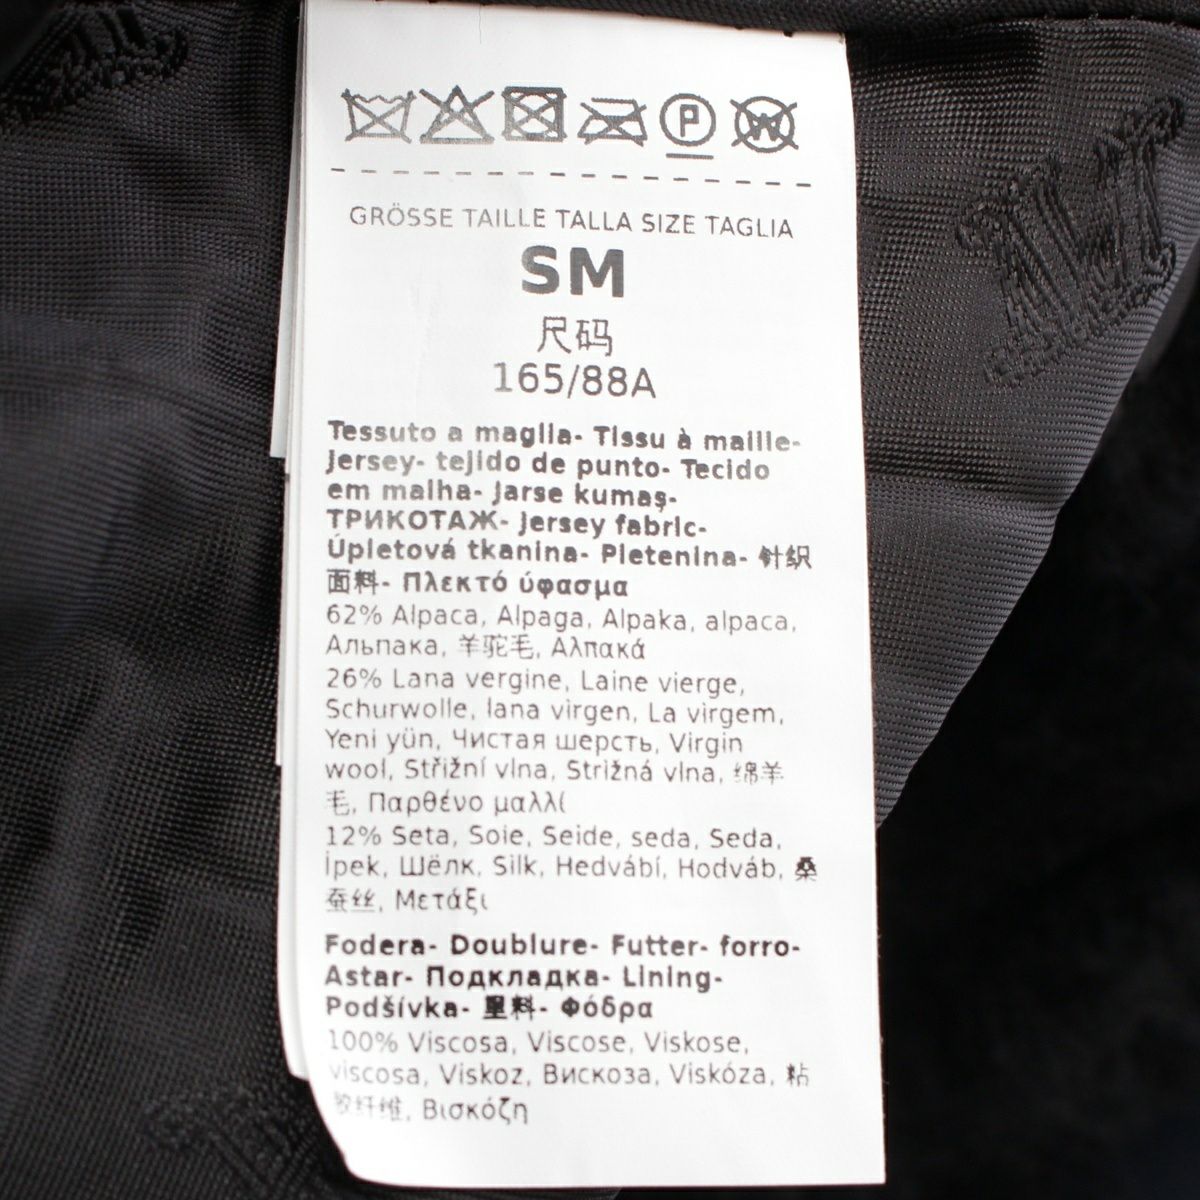 P W
GRÖSSE TAILLE TALLA SIZE TAGLIA
SM
尺码
165/88A
Tessuto a maglia- Tissu à maille-
Jersey- tejido de punto- Tecido
em malha- Jarse kumaş-
ТРИКОТАЖ- Jersey fabric-
Úpletová tkanina- Pletenina- 针织
面料- Πλεκτό ύφασμα
62% Alpaca, Alpaga, Alpaka, alpaca,
Альпака, 羊驼毛, Αλπακά
26% Lana vergine, Laine vierge,
Schurwolle, lana virgen, La virgem,
Yeni yün, Чистая шерсть, Virgin
wool, Střižní vlna, Strižná vlna, 绵羊
毛, Παρθένο μαλλί
12% Seta, Soie, Seide, seda, Seda,
İpek, Шёлк, Silk, Hedvábí, Hodváb, 桑
蚕丝, Μετάξι
Fodera- Doublure- Futter- forro-
Astar- Подкладка- Lining-
Podšívka- 里料- Φόδρα
100% Viscosa, Viscose, Viskose,
viscosa, Viskoz, Вискоза, Viskóza, 粘
胶纤维, Βισκόζη